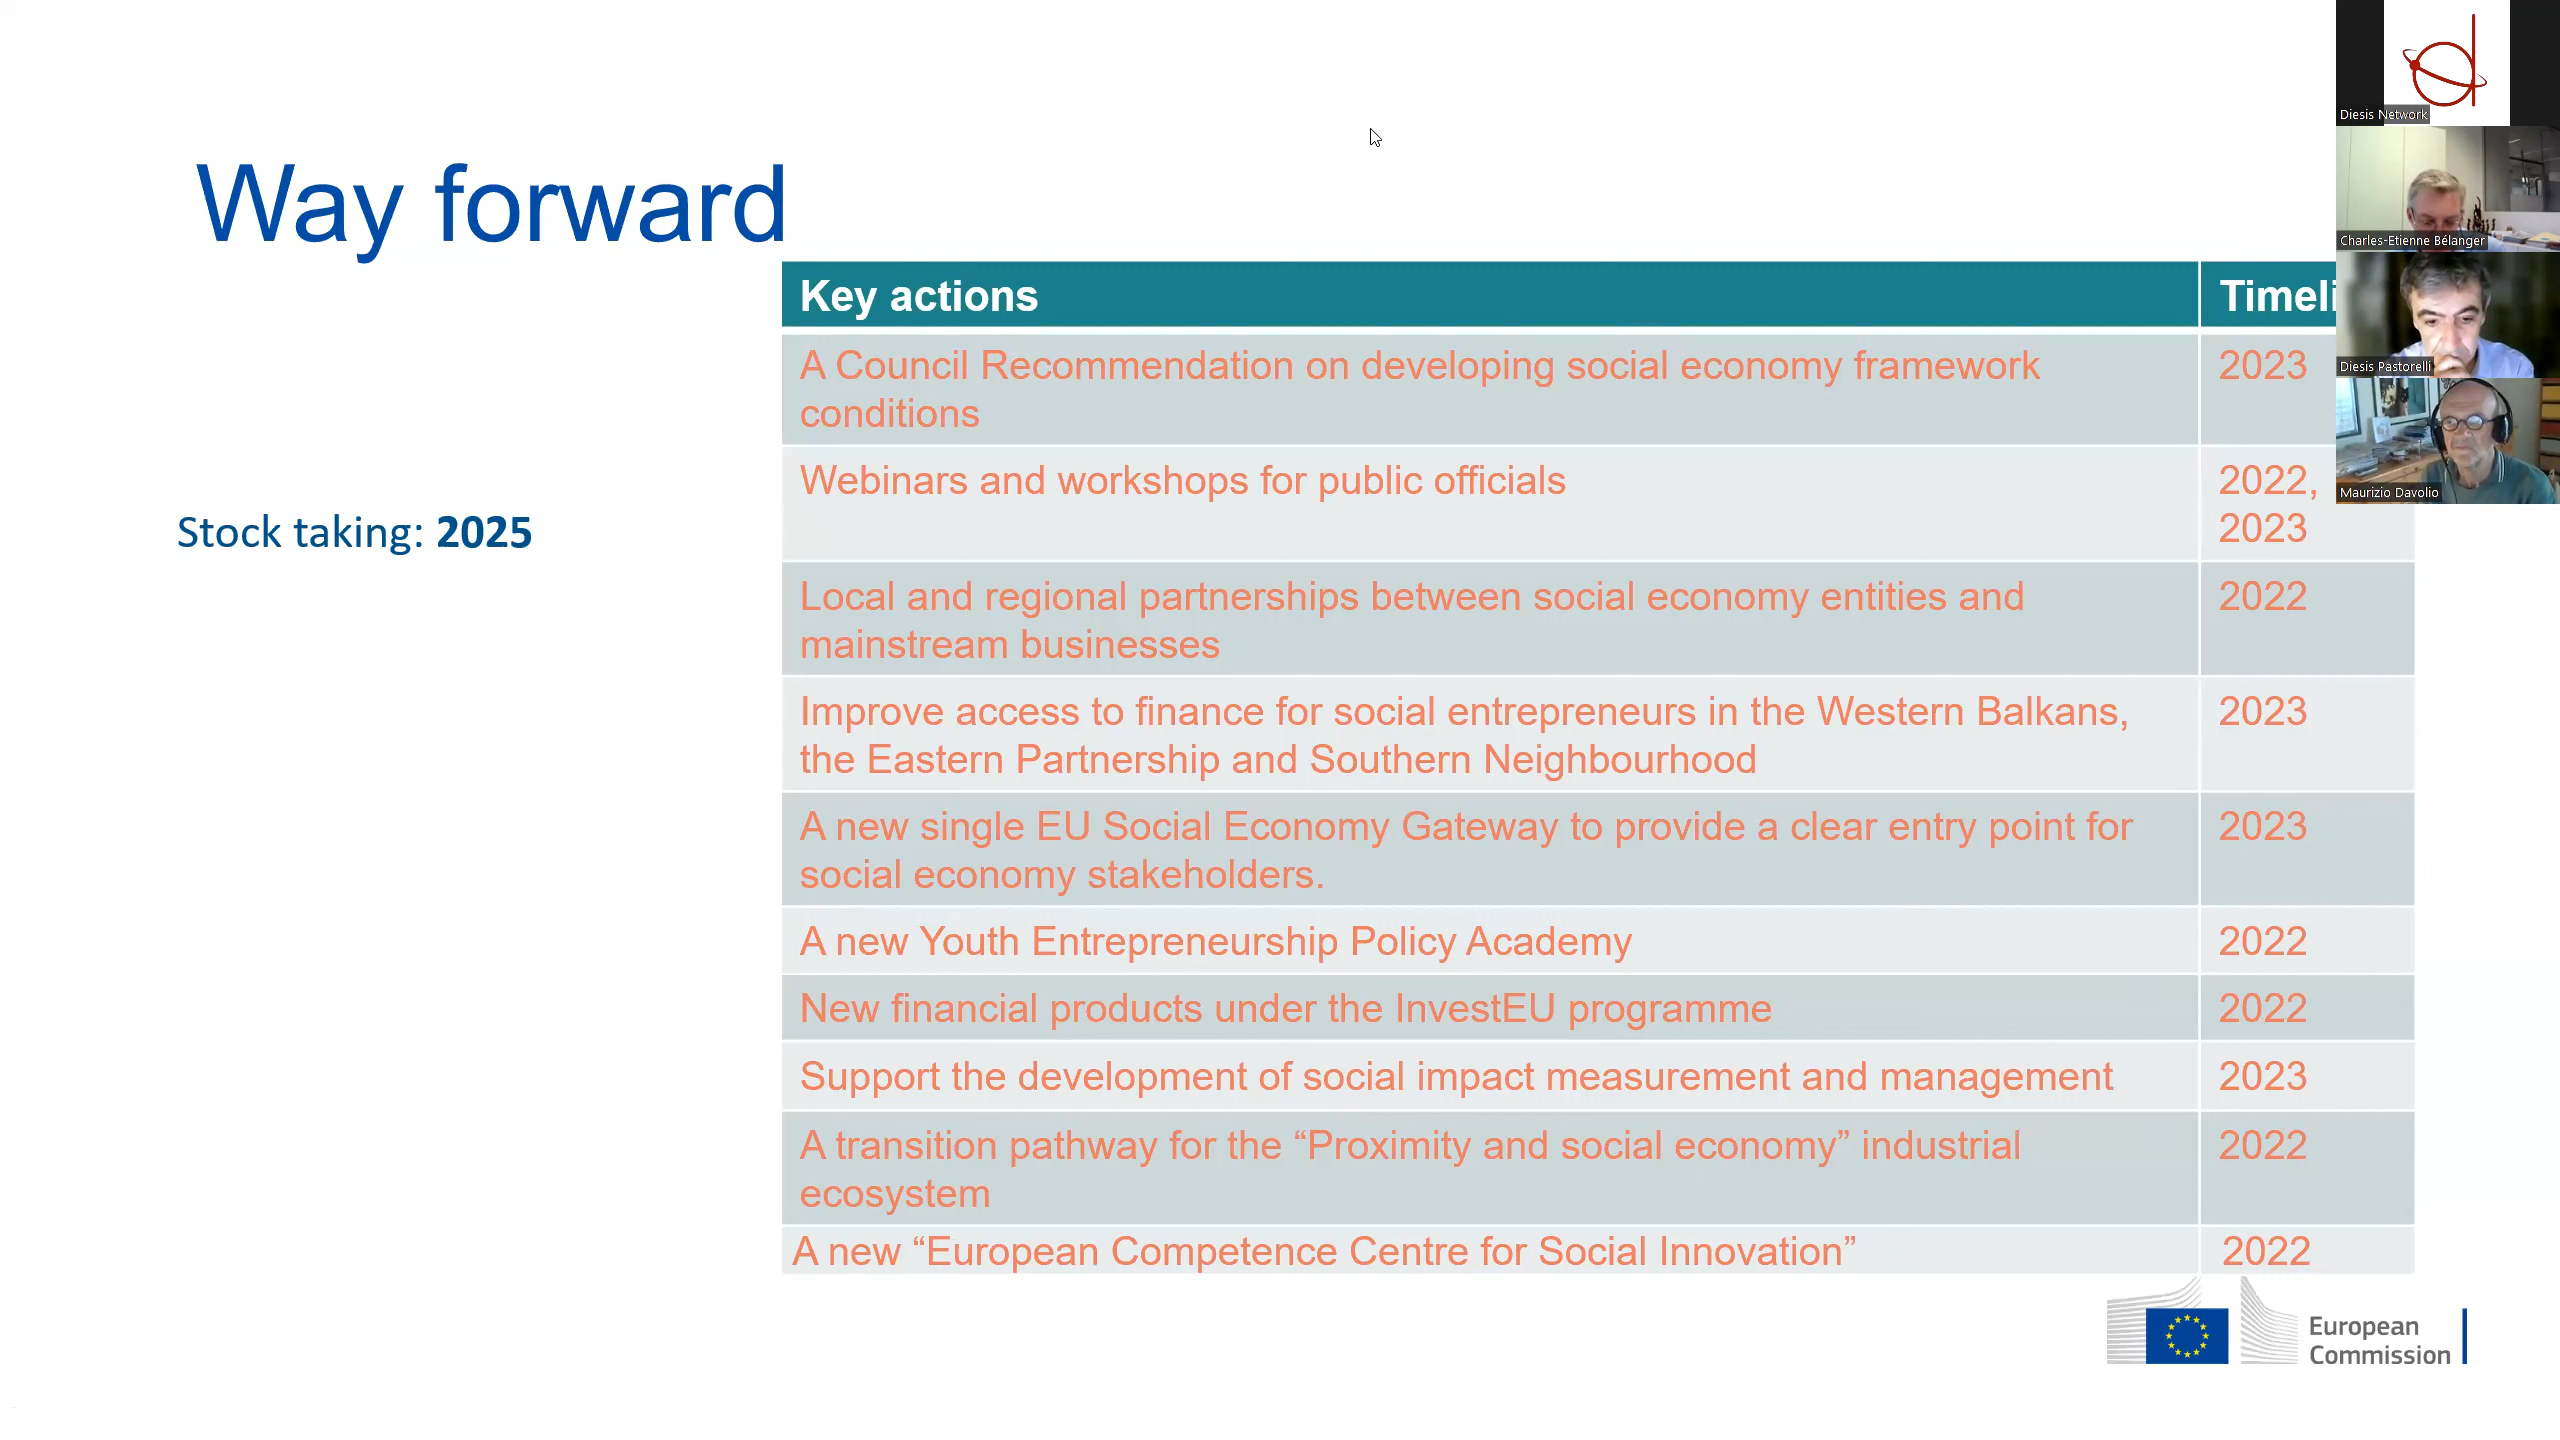 Way forward
Stock taking: 2025
Key actions
Timeli
A Council Recommendation on developing social economy framework
conditions
2023
Webinars and workshops for public officials
2022,
2023
Local and regional partnerships between social economy entities and
mainstream businesses
2022
Improve access to finance for social entrepreneurs in the Western Balkans,
the Eastern Partnership and Southern Neighbourhood
2023
A new single EU Social Economy Gateway to provide a clear entry point for
social economy stakeholders.
2023
A new Youth Entrepreneurship Policy Academy
2022
New financial products under the InvestEU programme
2022
Support the development of social impact measurement and management
2023
A transition pathway for the “Proximity and social economy” industrial
ecosystem
2022
A new “European Competence Centre for Social Innovation”
2022
European
Commission
Diesis Network
Charles-Etienne Bélanger
Diesis Pastorelli
Maurizio Davolio